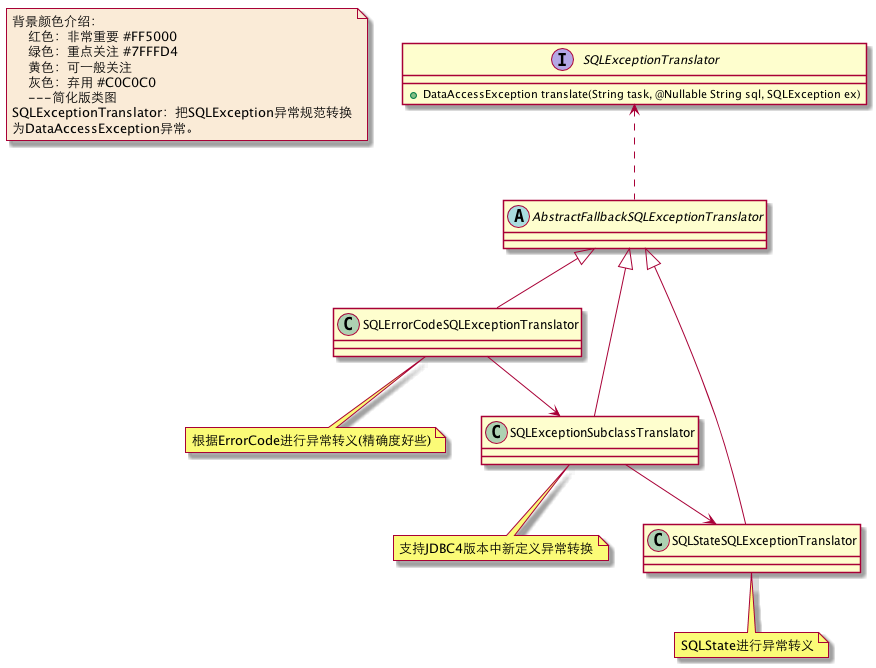 背景颜色介绍：
红色：非常重要 #FF5000
绿色：重点关注 #7FFFD4
黄色：可一般关注
灰色：弃用 #C0C0C0
---简化版类图
SQLExceptionTranslator：把SQLException异常规范转换
为DataAccessException异常。
I SQLExceptionTranslator
DataAccessException translate(String task, @Nullable String sql, SQLException ex)
A AbstractFallbackSQLExceptionTranslator
C SQLErrorCodeSQLExceptionTranslator
根据ErrorCode进行异常转义(精确度好些)
C SQLExceptionSubclassTranslator
支持JDBC4版本中新定义异常转换
C SQLStateSQLExceptionTranslator
SQLState进行异常转义